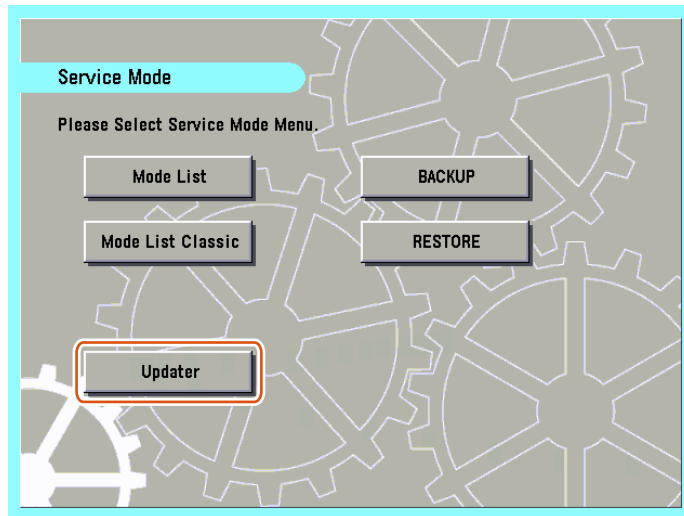 Service Mode
Please Select Service Mode Menu.
Mode List
BACKUP
Mode List Classic
RESTORE
Updater